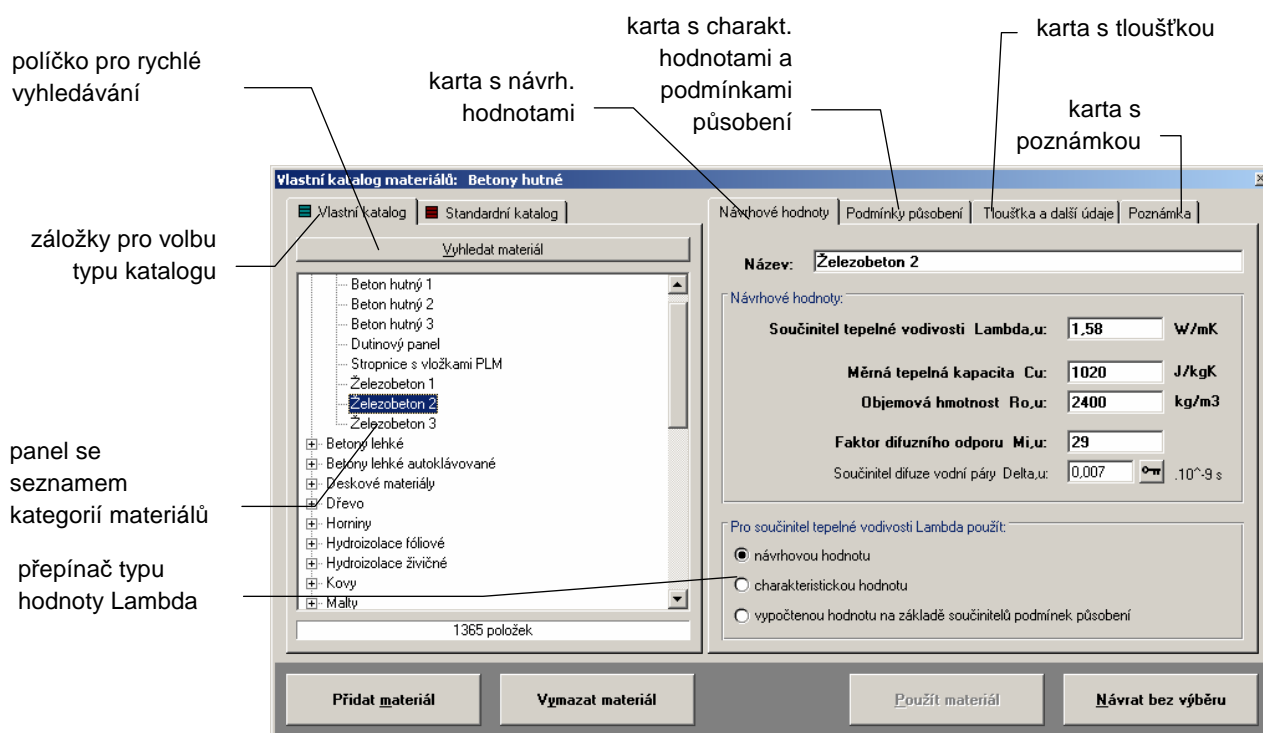 karta s charakt.
hodnotami a
podmínkami
působení
karta s tloušťkou
políčko pro rychlé
vyhledávání
karta s návrh.
hodnotami
karta s
poznámkou
Vlastní katalog materiálů:  Betony hutné
Vlastní katalog
Standardní katalog
Návrhové hodnoty
Podmínky působení
Tloušťka a další údaje
Poznámka
záložky pro volbu
typu katalogu
Vyhledat materiál
Název: Železobeton 2
Beton hutný 1
Beton hutný 2
Beton hutný 3
Dutinový panel
Stropnice s vložkami PLM
Železobeton 1
Železobeton 2
Železobeton 3
Betony lehké
Betony lehké autoklávované
Deskové materiály
Dřevo
Horniny
Hydroizolace fóliové
Hydroizolace živičné
Kovy
Malty
1365 položek
Návrhové hodnoty:
Součinitel tepelné vodivosti Lambda,u: 1,58 W/mK
Měrná tepelná kapacita Cu: 1020 J/kgK
Objemová hmotnost Ro,u: 2400 kg/m3
Faktor difuzního odporu Mi,u: 29
Součinitel difuze vodní páry Delta,u: 0,007 .10^-9 s
panel se
seznamem
kategorií materiálů
přepínač typu
hodnoty Lambda
Pro součinitel tepelné vodivosti Lambda použít:
návrhovou hodnotu
charakteristickou hodnotu
vypočtenou hodnotu na základě součinitelů podmínek působení
Přidat materiál
Vymazat materiál
Použít materiál
Návrat bez výběru